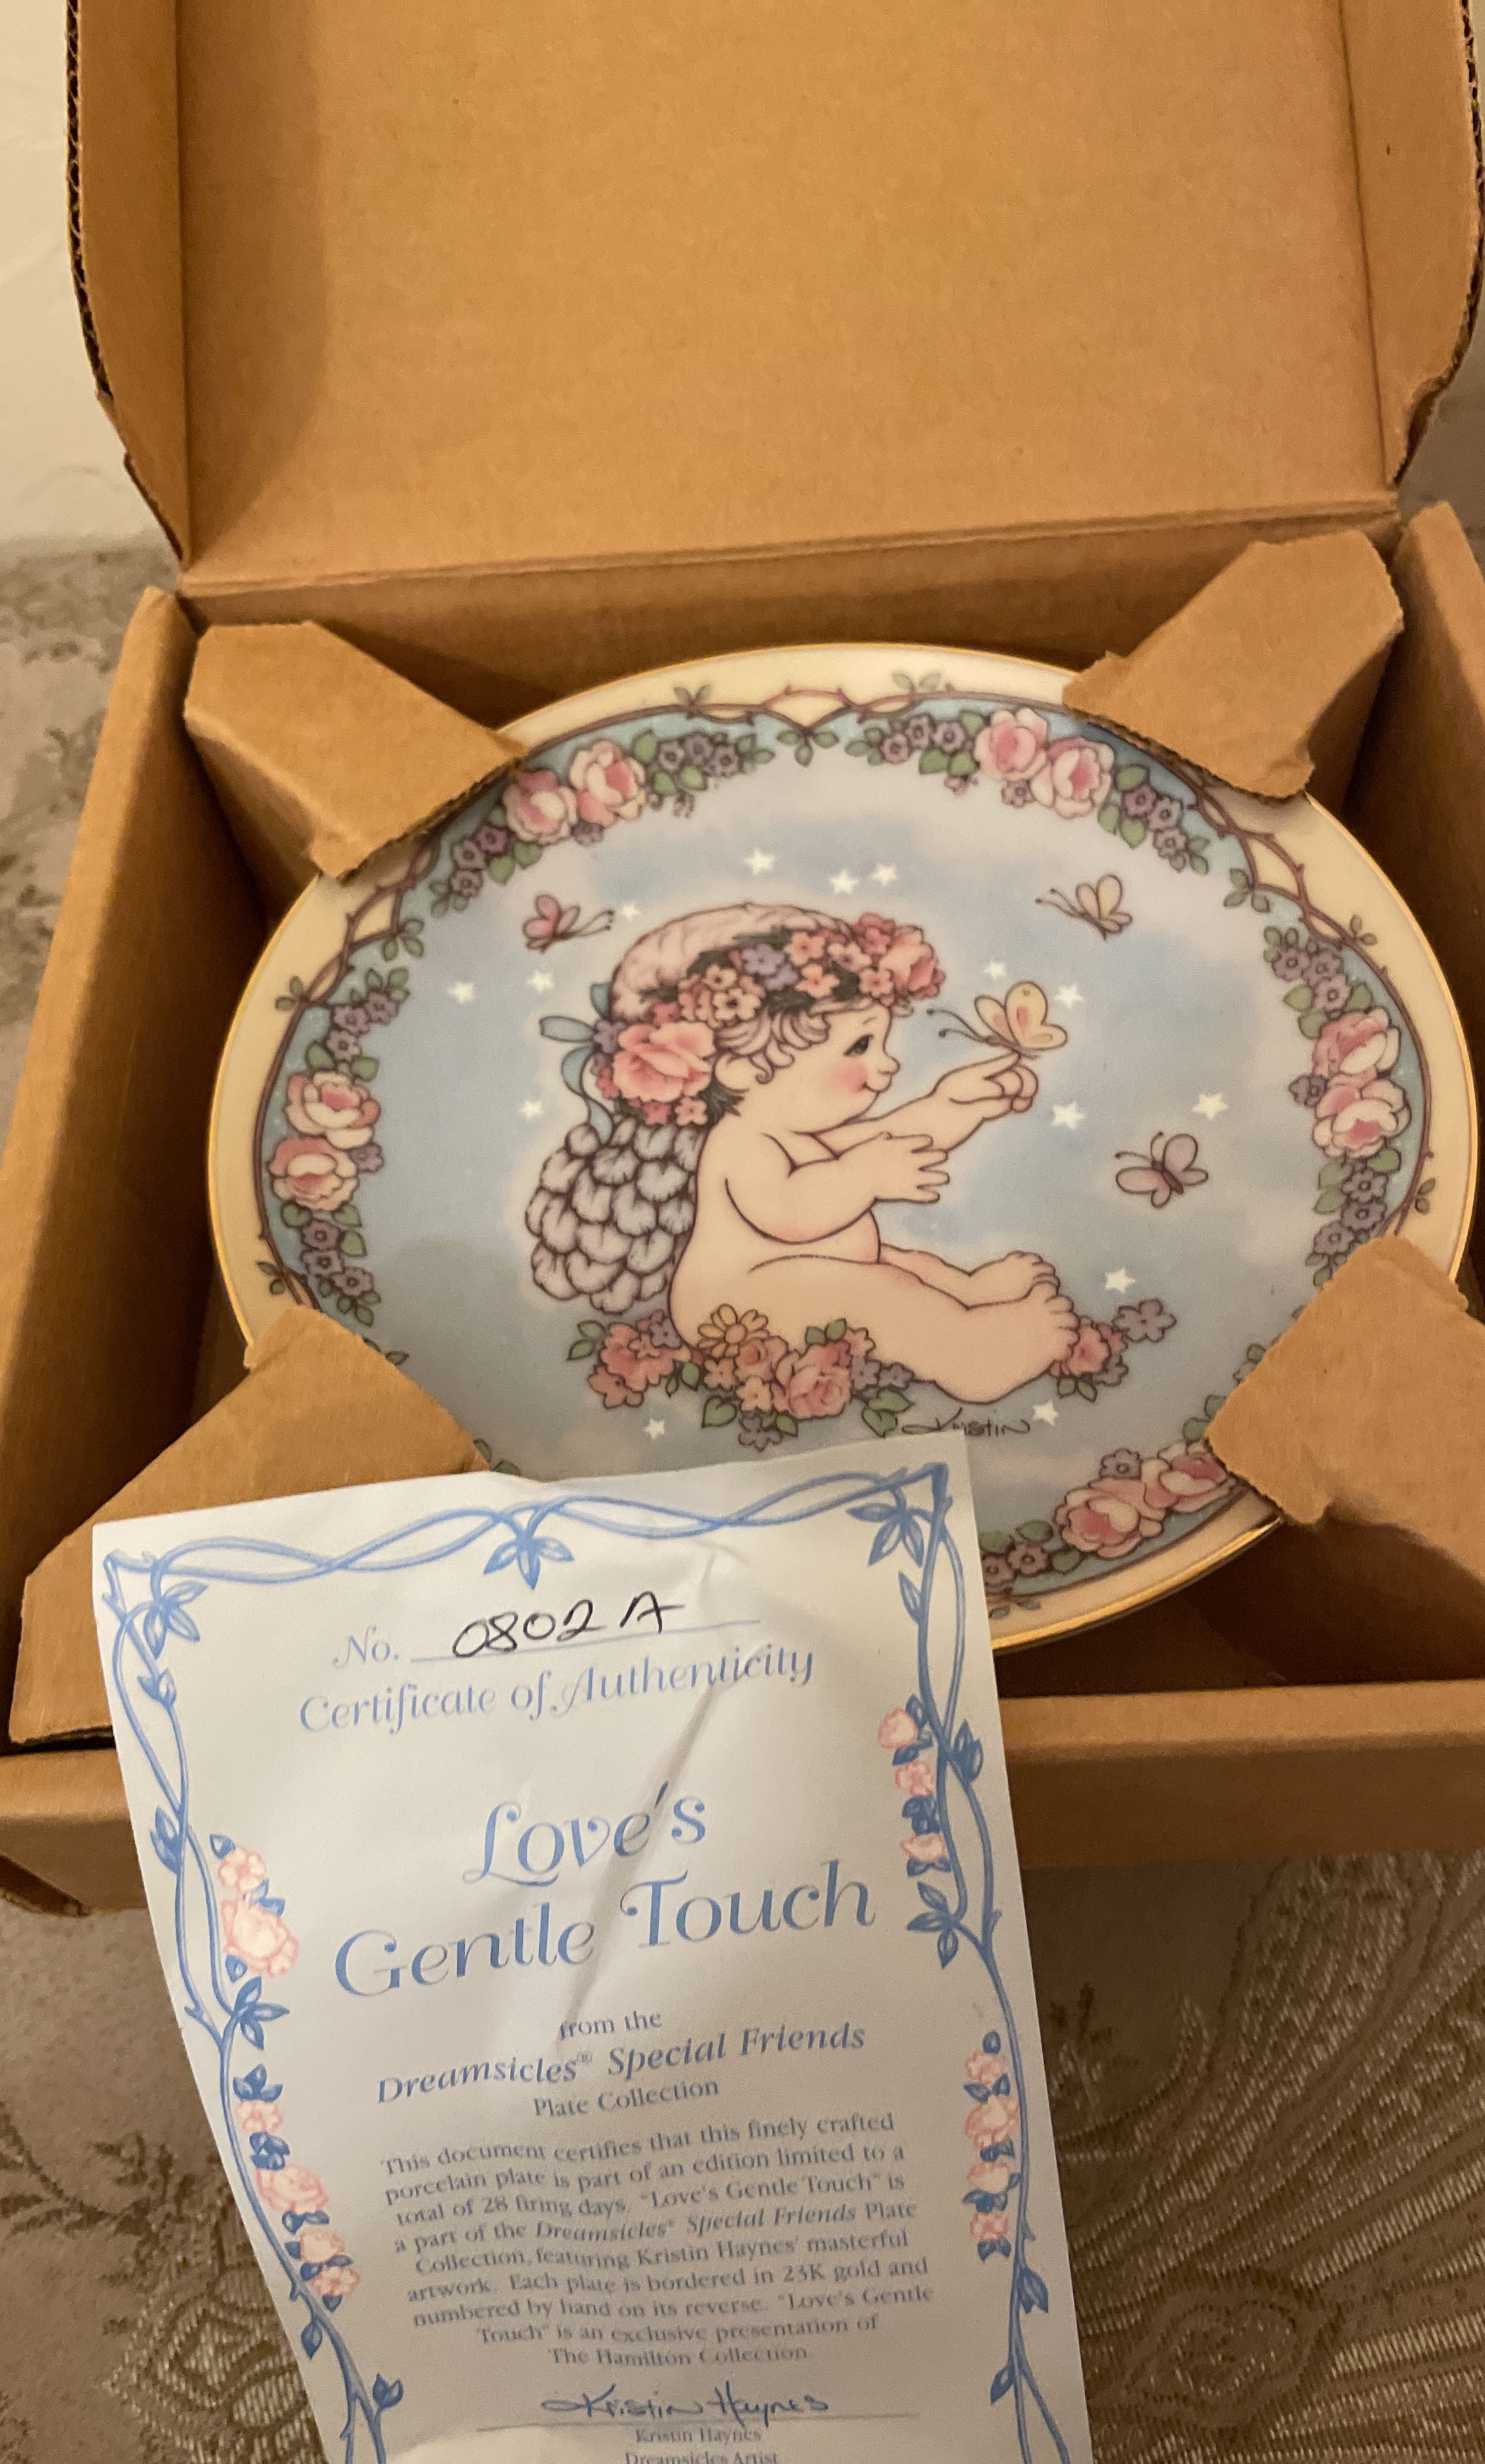 Kristin
No. 0802 A
Certificate of Authenticity
Love's
Gentle Touch
from the
Dreamsicles® Special Friends
Plate Collection
This document certifies that this finely crafted
porcelain plate is part of an edition limited to a
total of 28 firing days. "Love's Gentle Touch" is
a part of the Dreamsicles® Special Friends Plate
Collection, featuring Kristin Haynes' masterful
artwork. Each plate is bordered in 23K gold and
numbered by hand on its reverse. "Love's Gentle
Touch" is an exclusive presentation of
The Hamilton Collection.
Kristin Haynes
Kristin Haynes
Dreamsicles Artist